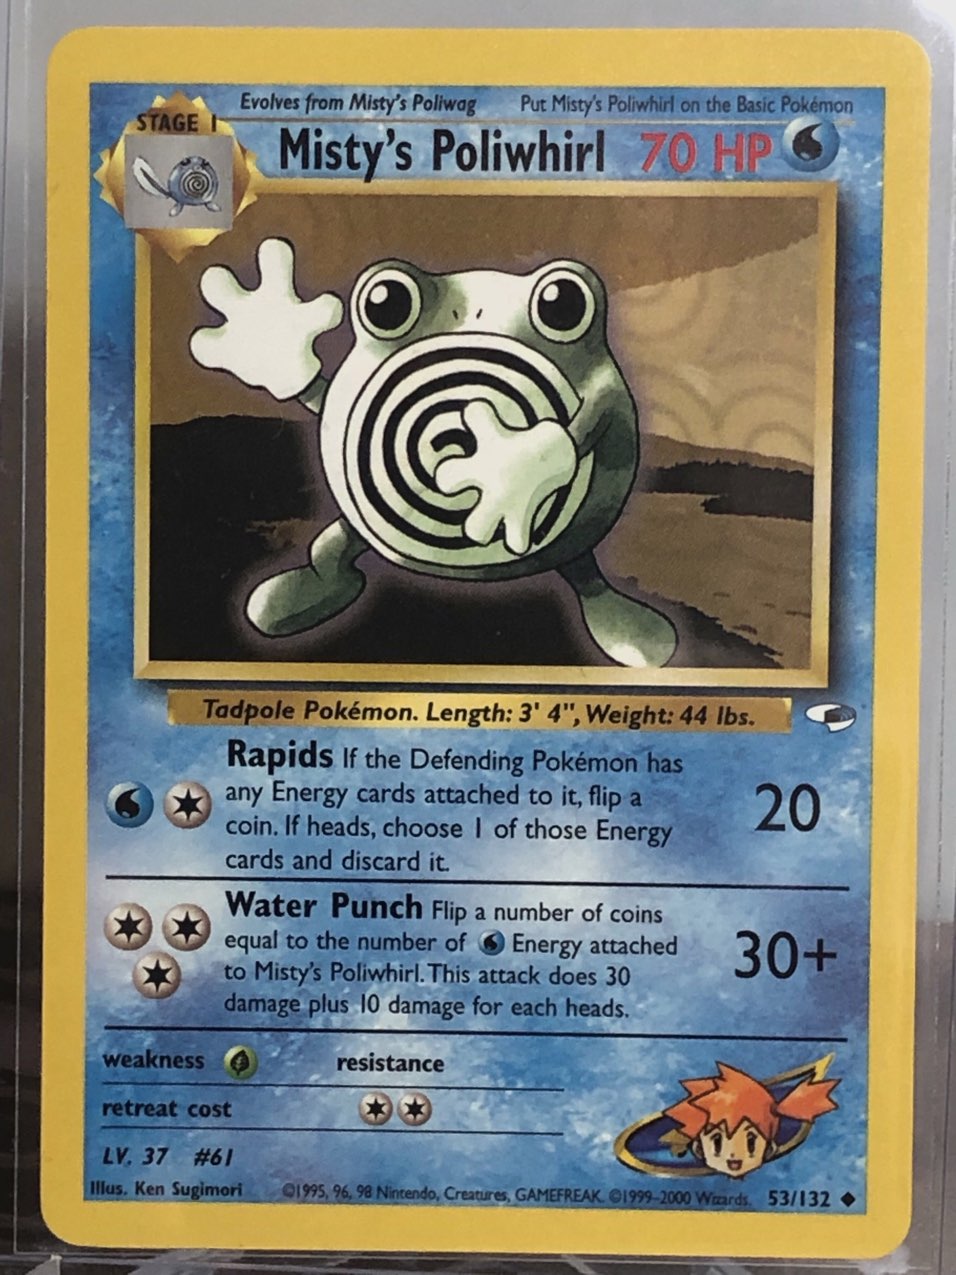 Evolves from Misty's Poliwag Put Misty's Poliwhirl on the Basic Pokémon
STAGE 1
Misty's Poliwhirl 70 HP
Tadpole Pokémon. Length: 3' 4", Weight: 44 lbs.
Rapids If the Defending Pokémon has
any Energy cards attached to it, flip a
coin. If heads, choose 1 of those Energy
cards and discard it.
20
Water Punch Flip a number of coins
equal to the number of Energy attached
to Misty's Poliwhirl. This attack does 30
damage plus 10 damage for each heads.
30+
weakness resistance
retreat cost
LV. 37 #61
Illus. Ken Sugimori ©1995, 96, 98 Nintendo, Creatures, GAMEFREAK. ©1999-2000 Wizards. 53/132